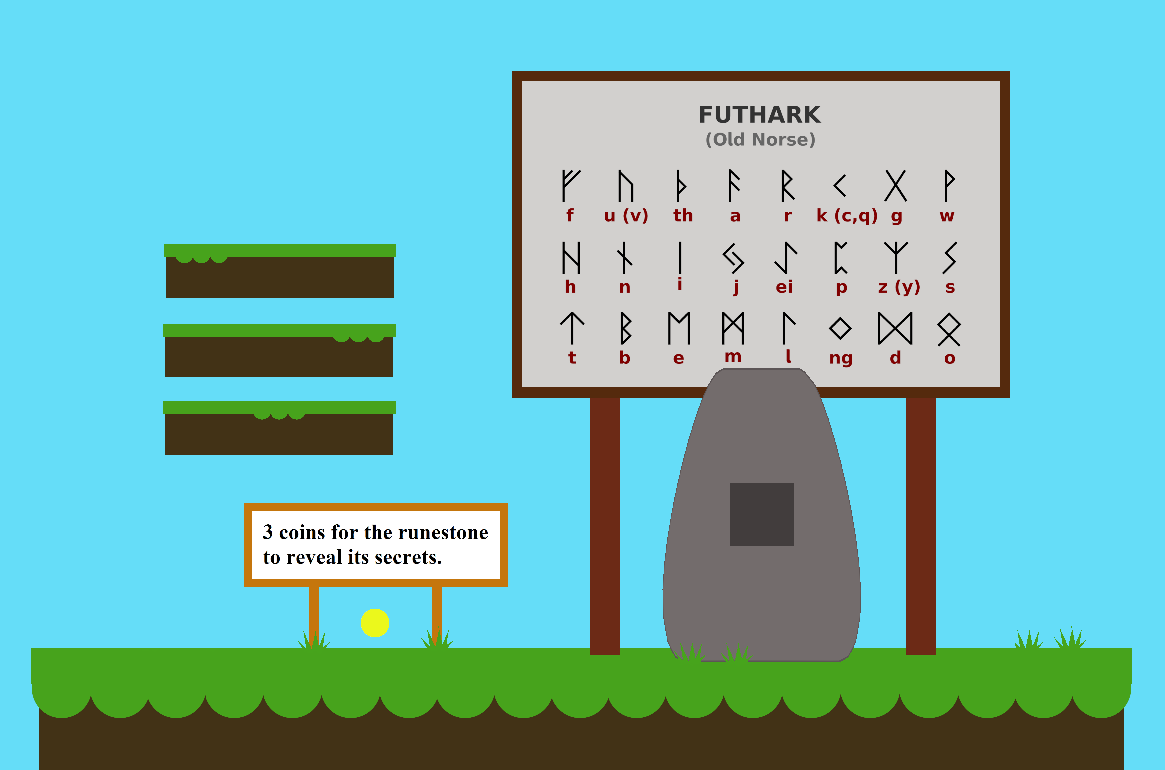 FUTHARK
(Old Norse)
ᚠ ᚢ ᚦ ᚨ ᚱ ᚲ ᚷ ᚹ
f u (v) th a r k (c,q) g w
ᚺ ᚾ ᛁ ᛃ ᛇ ᛈ ᛉ ᛊ
h n i j ei p z (y) s
ᛏ ᛒ ᛖ ᛗ ᛚ ᛜ ᛞ ᛟ
t b e m l ng d o
3 coins for the runestone
to reveal its secrets.